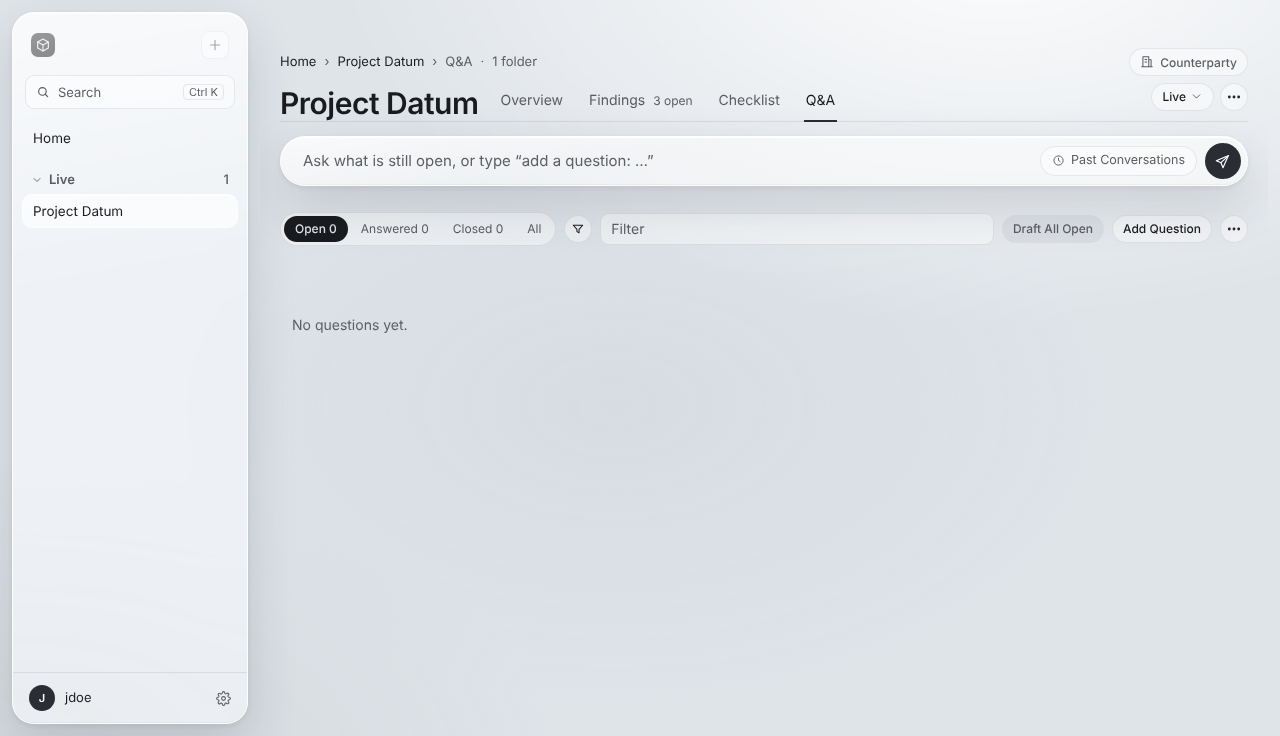 Search
Ctrl K
Home
Live
1
Project Datum
J
jdoe
Home › Project Datum › Q&A · 1 folder
Counterparty
Project Datum
Overview
Findings 3 open
Checklist
Q&A
Live
Ask what is still open, or type “add a question: …”
Past Conversations
Open 0
Answered 0
Closed 0
All
Filter
Draft All Open
Add Question
No questions yet.